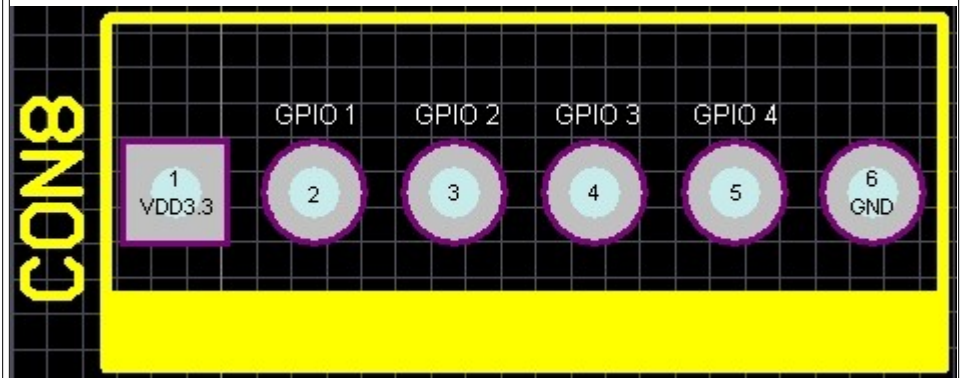 CON8
GPIO 1 GPIO 2 GPIO 3 GPIO 4
1 2 3 4 5 6
VDD3.3 GND